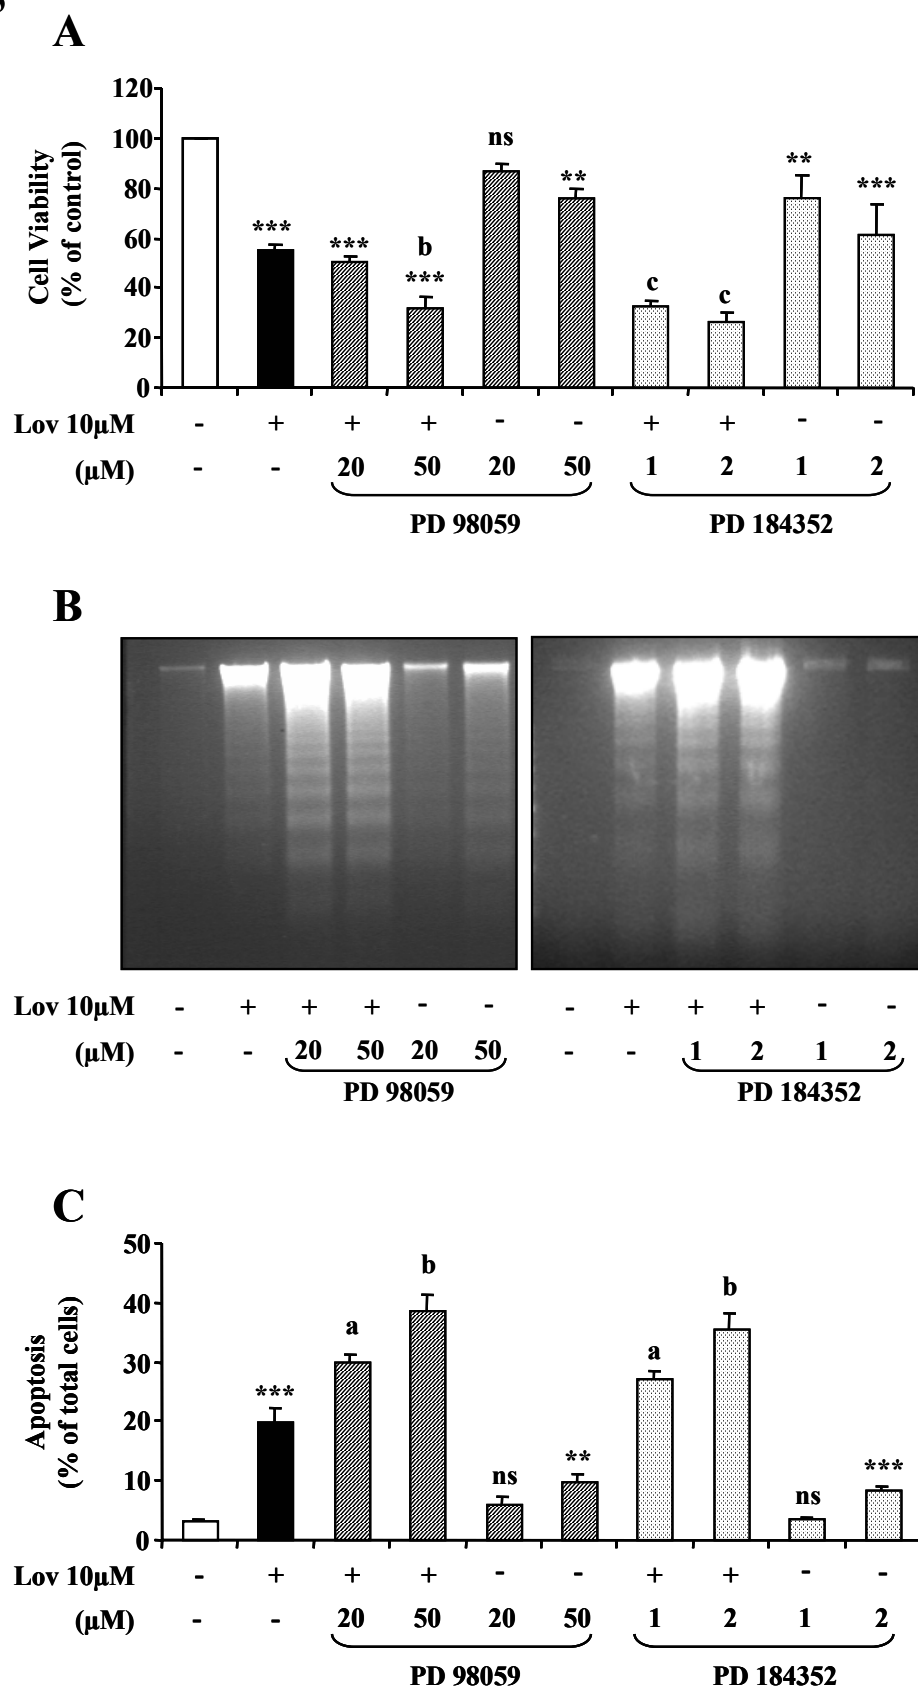 A
120
100
80
60
40
20
0
Cell Viability
(% of control)
*** *** b *** ns ** c c ** ***
Lov 10μM - + + + - - + + - -
(μM) - - 20 50 20 50 1 2 1 2
PD 98059 PD 184352
B
Lov 10μM - + + + - - - + + + - -
(μM) - - 20 50 20 50 - - 1 2 1 2
PD 98059 PD 184352
C
50
40
30
20
10
0
Apoptosis
(% of total cells)
*** a b ns ** a b ns ***
Lov 10μM - + + + - - + + - -
(μM) - - 20 50 20 50 1 2 1 2
PD 98059 PD 184352